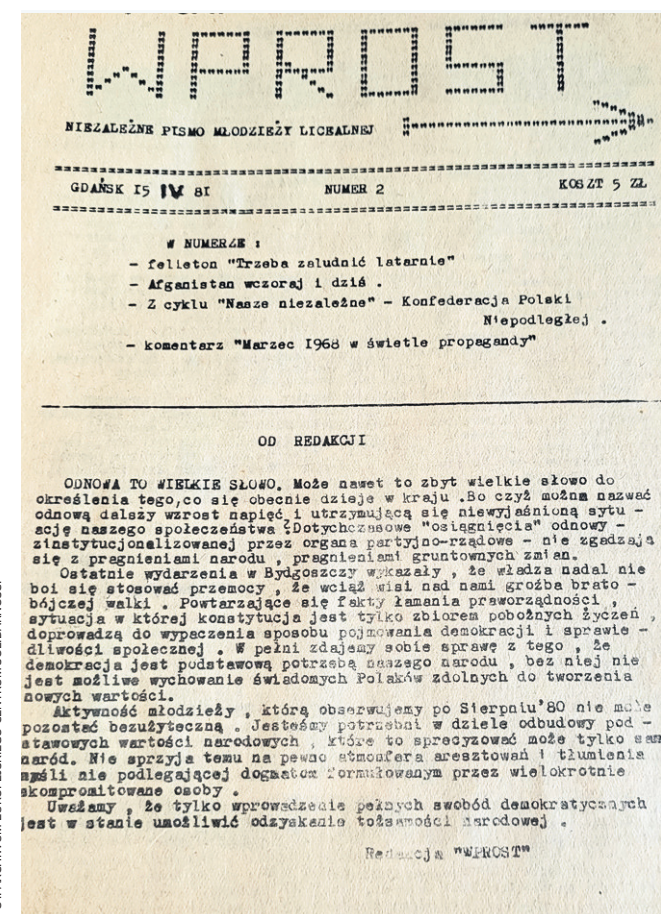 WPROST
NIEZALEŻNE PISMO MŁODZIEŻY LICEALNEJ
GDAŃSK I5 IV 8I NUMER 2 KOSZT 5 ZŁ
W NUMERZE :
- felieton "Trzeba zaludnić latarnie"
- Afganistan wczoraj i dziś .
- Z cyklu "Nasze niezależne" - Konfederacja Polski
Niepodległej .
- komentarz "Marzec I968 w świetle propagandy"
OD REDAKCJI
ODNOWA TO WIELKIE SŁOWO. Może nawet to zbyt wielkie słowo do
określenia tego,co się obecnie dzieje w kraju .Bo czyż można nazwać
odnową dalszy wzrost napięć i utrzymującą się niewyjaśnioną sytu -
ację naszego społeczeństwa ?Dotychczasowe "osiągnięcia" odnowy -
zinstytucjonalizowanej przez organa partyjno-rządowe - nie zgadzają
się z pragnieniami narodu , pragnieniami gruntownych zmian.
Ostatnie wydarzenia w Bydgoszczy wykazały , że władza nadal nie
boi się stosować przemocy , że wciąż wisi nad nami groźba brato -
bójczej walki . Powtarzające się fakty łamania praworządności ,
sytuacja w której konstytucja jest tylko zbiorem pobożnych życzeń ,
doprowadzą do wypaczenia sposobu pojmowania demokracji i sprawie -
dliwości społecznej . W pełni zdajemy sobie sprawę z tego , że
demokracja jest podstawową potrzebą naszego narodu , bez niej nie
jest możliwe wychowanie świadomych Polaków zdolnych do tworzenia
nowych wartości.
Aktywność młodzieży , którą obserwujemy po Sierpniu'80 nie może
pozostać bezużyteczną . Jesteśmy potrzebni w dziele odbudowy pod -
stawowych wartości narodowych , które to sprecyzować może tylko sam
naród. Nie sprzyja temu na pewno atmosfera aresztowań i tłumienia
myśli nie podlegającej dogmatom formułowanym przez wielokrotnie
skompromitowane osoby .
Uważamy , że tylko wprowadzenie pełnych swobód demokratycznych
jest w stanie umożliwić odzyskanie tożsamości narodowej .
Redakcja "WPROST"